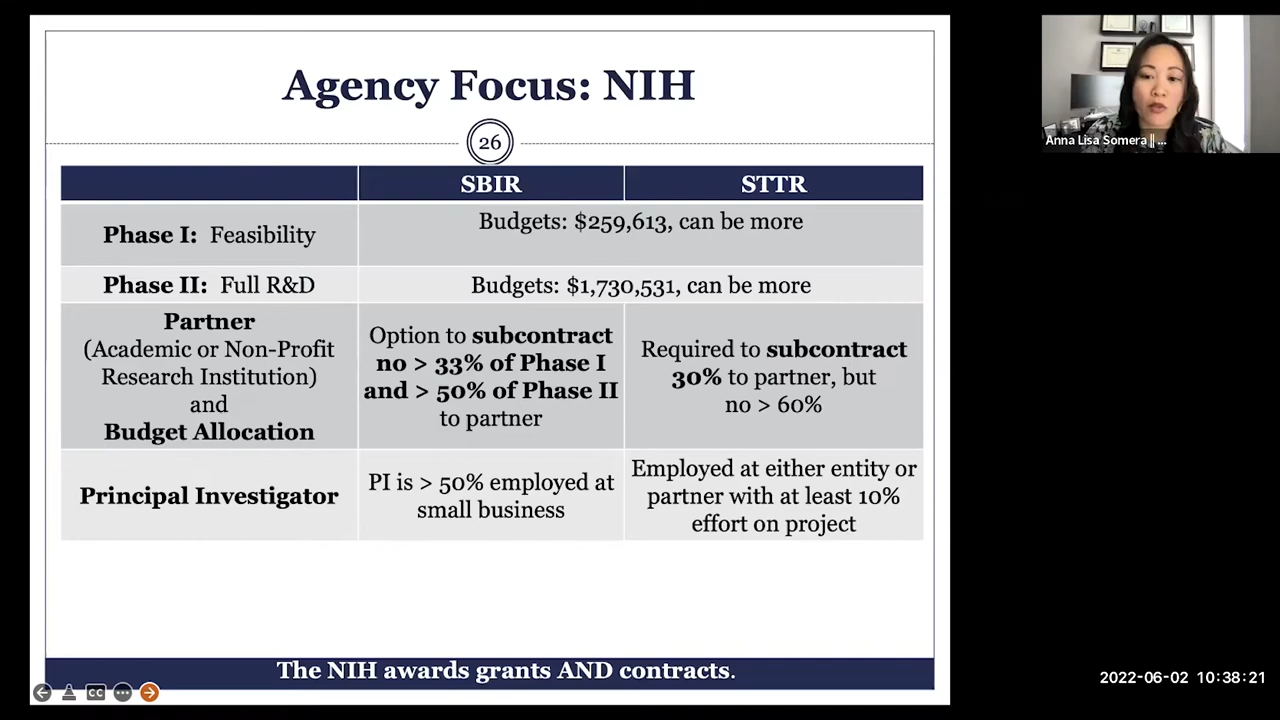 Agency Focus: NIH
26
SBIR
STTR
Phase I: Feasibility
Budgets: $259,613, can be more
Phase II: Full R&D
Budgets: $1,730,531, can be more
Partner
(Academic or Non-Profit
Research Institution)
and
Budget Allocation
Option to subcontract
no > 33% of Phase I
and > 50% of Phase II
to partner
Required to subcontract
30% to partner, but
no > 60%
Principal Investigator
PI is > 50% employed at
small business
Employed at either entity or
partner with at least 10%
effort on project
The NIH awards grants AND contracts.
CC
Anna Lisa Somera || ...
2022-06-02 10:38:21